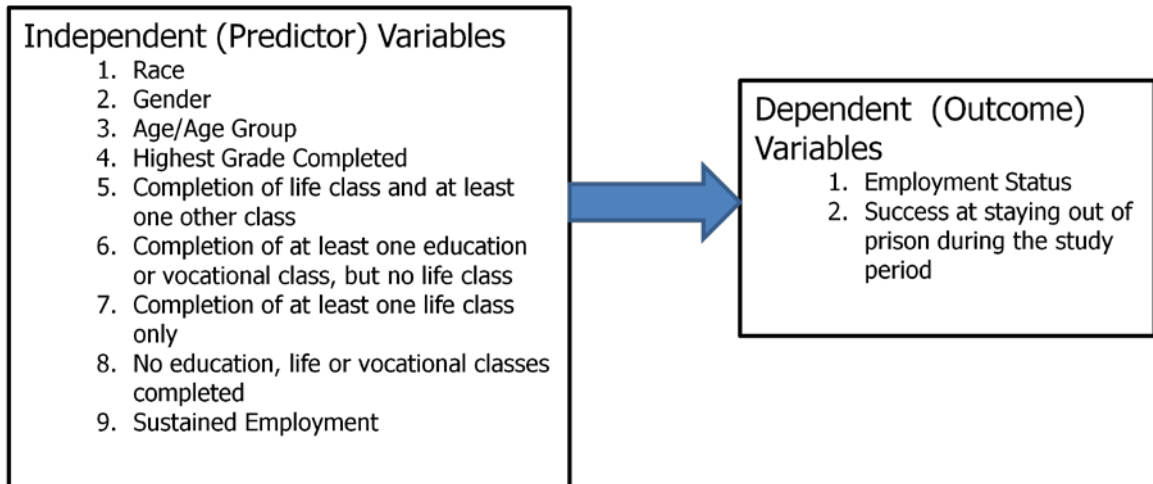 Independent (Predictor) Variables
1. Race
2. Gender
3. Age/Age Group
4. Highest Grade Completed
5. Completion of life class and at least
one other class
6. Completion of at least one education
or vocational class, but no life class
7. Completion of at least one life class
only
8. No education, life or vocational classes
completed
9. Sustained Employment
Dependent (Outcome)
Variables
1. Employment Status
2. Success at staying out of
prison during the study
period